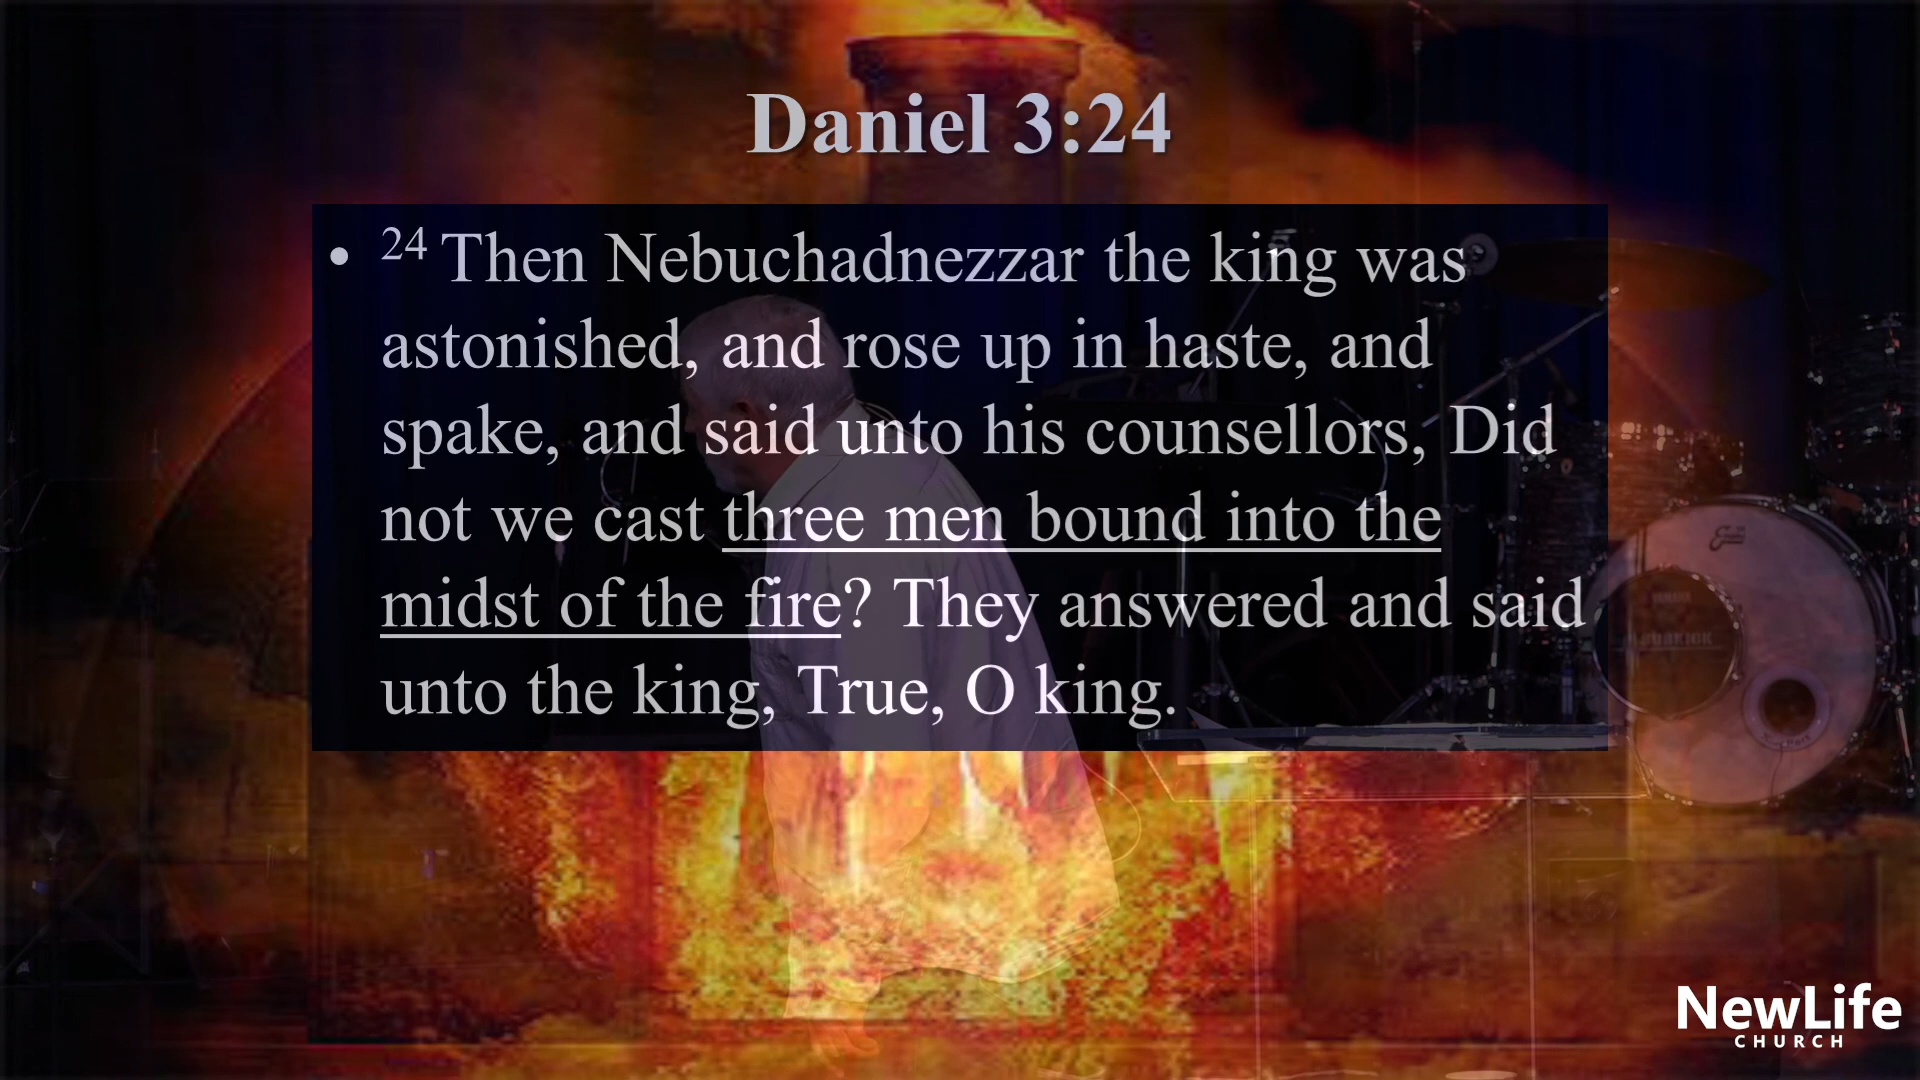 Daniel 3:24
• 24 Then Nebuchadnezzar the king was
astonished, and rose up in haste, and
spake, and said unto his counsellors, Did
not we cast three men bound into the
midst of the fire? They answered and said
unto the king, True, O king.
NewLife
CHURCH